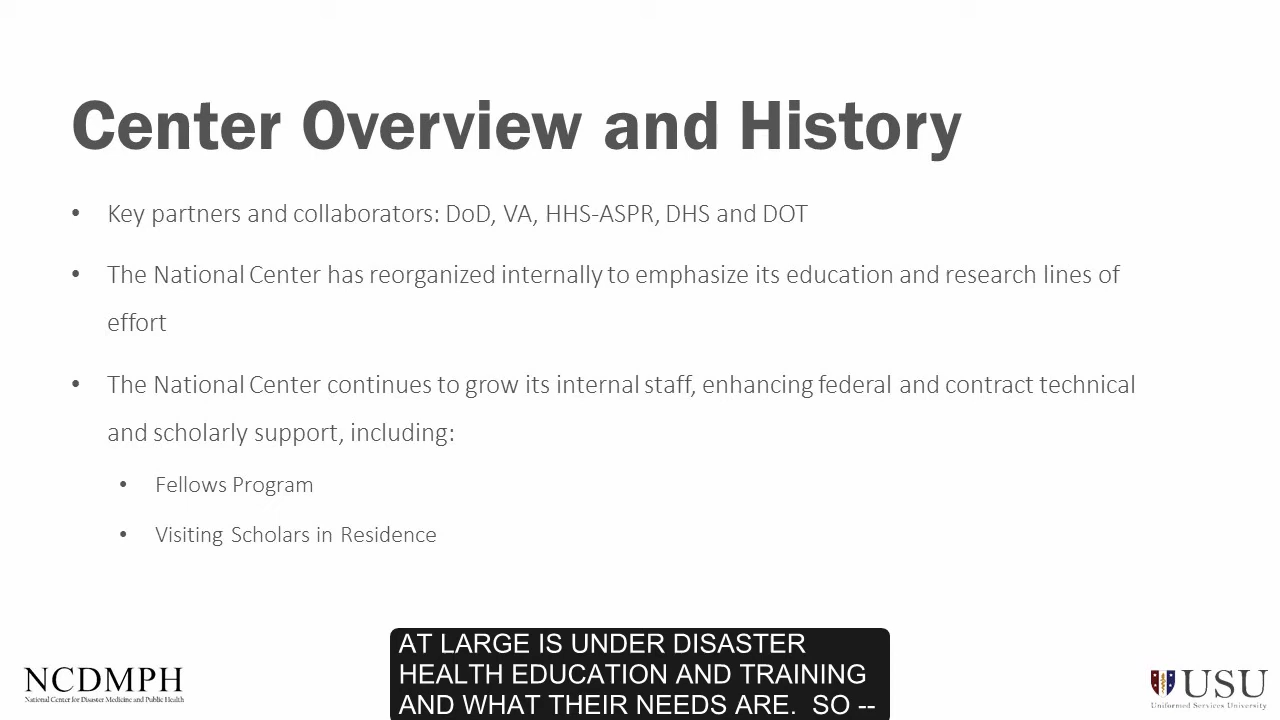 Center Overview and History
• Key partners and collaborators: DoD, VA, HHS-ASPR, DHS and DOT
• The National Center has reorganized internally to emphasize its education and research lines of
effort
• The National Center continues to grow its internal staff, enhancing federal and contract technical
and scholarly support, including:
• Fellows Program
• Visiting Scholars in Residence
AT LARGE IS UNDER DISASTER
HEALTH EDUCATION AND TRAINING
AND WHAT THEIR NEEDS ARE.  SO --
NCDMPH
National Center for Disaster Medicine and Public Health
USU
Uniformed Services University